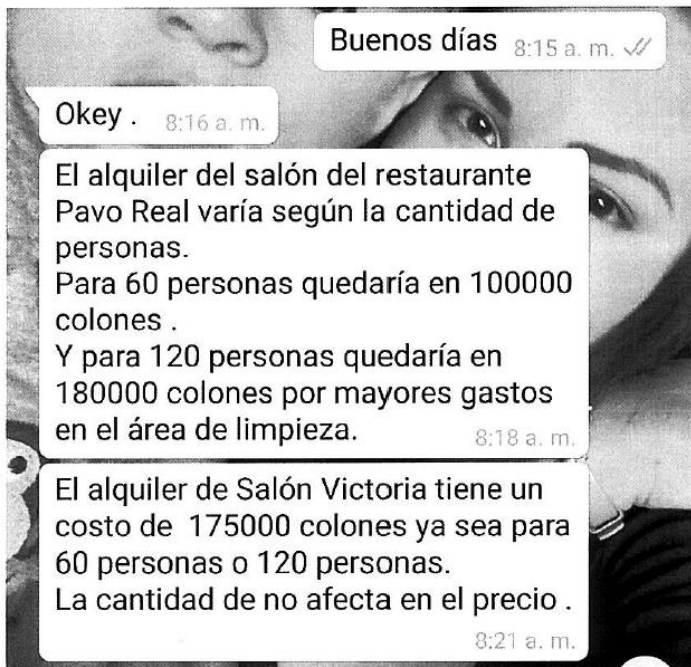 Buenos días 8:15 a. m.
Okey . 8:16 a. m.
El alquiler del salón del restaurante
Pavo Real varía según la cantidad de
personas.
Para 60 personas quedaría en 100000
colones .
Y para 120 personas quedaría en
180000 colones por mayores gastos
en el área de limpieza. 8:18 a. m.
El alquiler de Salón Victoria tiene un
costo de 175000 colones ya sea para
60 personas o 120 personas.
La cantidad de no afecta en el precio .
8:21 a. m.